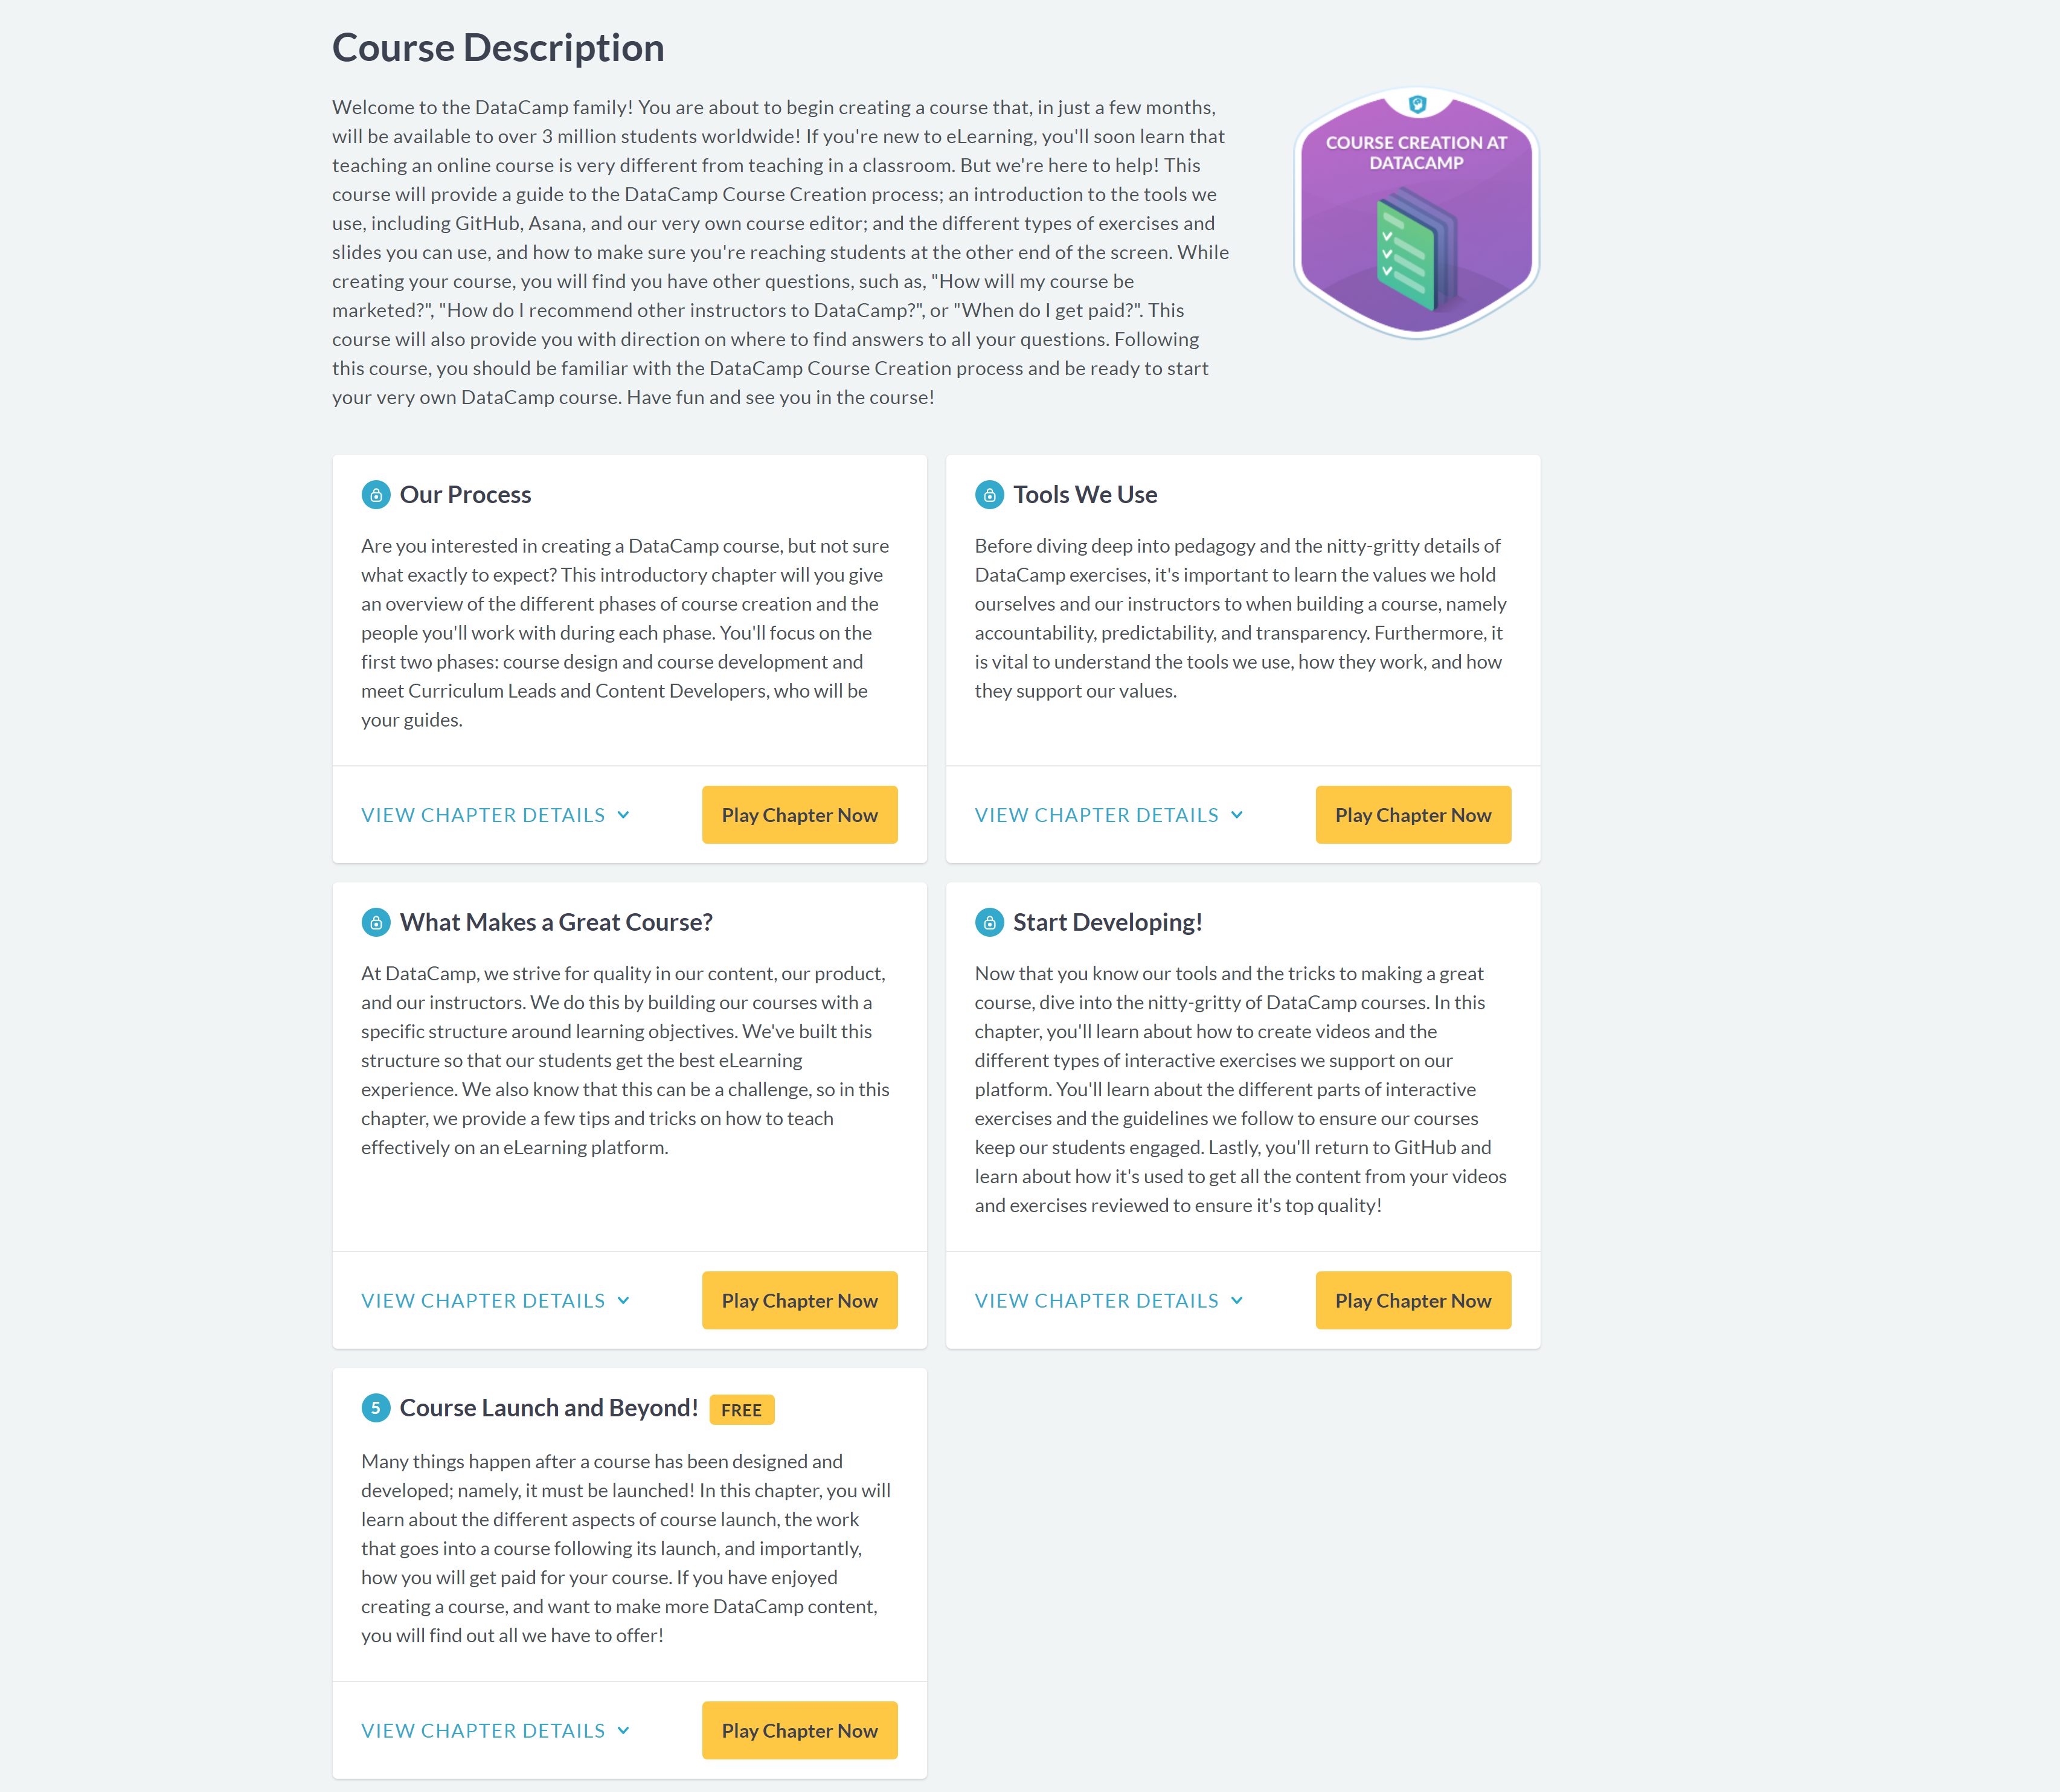 Course Description
Welcome to the DataCamp family! You are about to begin creating a course that, in just a few months,
will be available to over 3 million students worldwide! If you're new to eLearning, you'll soon learn that
teaching an online course is very different from teaching in a classroom. But we're here to help! This
course will provide a guide to the DataCamp Course Creation process; an introduction to the tools we
use, including GitHub, Asana, and our very own course editor; and the different types of exercises and
slides you can use, and how to make sure you're reaching students at the other end of the screen. While
creating your course, you will find you have other questions, such as, "How will my course be
marketed?", "How do I recommend other instructors to DataCamp?", or "When do I get paid?". This
course will also provide you with direction on where to find answers to all your questions. Following
this course, you should be familiar with the DataCamp Course Creation process and be ready to start
your very own DataCamp course. Have fun and see you in the course!
COURSE CREATION AT
DATACAMP
Our Process
Are you interested in creating a DataCamp course, but not sure
what exactly to expect? This introductory chapter will you give
an overview of the different phases of course creation and the
people you'll work with during each phase. You'll focus on the
first two phases: course design and course development and
meet Curriculum Leads and Content Developers, who will be
your guides.
VIEW CHAPTER DETAILS
Play Chapter Now
Tools We Use
Before diving deep into pedagogy and the nitty-gritty details of
DataCamp exercises, it's important to learn the values we hold
ourselves and our instructors to when building a course, namely
accountability, predictability, and transparency. Furthermore, it
is vital to understand the tools we use, how they work, and how
they support our values.
VIEW CHAPTER DETAILS
Play Chapter Now
What Makes a Great Course?
At DataCamp, we strive for quality in our content, our product,
and our instructors. We do this by building our courses with a
specific structure around learning objectives. We've built this
structure so that our students get the best eLearning
experience. We also know that this can be a challenge, so in this
chapter, we provide a few tips and tricks on how to teach
effectively on an eLearning platform.
VIEW CHAPTER DETAILS
Play Chapter Now
Start Developing!
Now that you know our tools and the tricks to making a great
course, dive into the nitty-gritty of DataCamp courses. In this
chapter, you'll learn about how to create videos and the
different types of interactive exercises we support on our
platform. You'll learn about the different parts of interactive
exercises and the guidelines we follow to ensure our courses
keep our students engaged. Lastly, you'll return to GitHub and
learn about how it's used to get all the content from your videos
and exercises reviewed to ensure it's top quality!
VIEW CHAPTER DETAILS
Play Chapter Now
5 Course Launch and Beyond! FREE
Many things happen after a course has been designed and
developed; namely, it must be launched! In this chapter, you will
learn about the different aspects of course launch, the work
that goes into a course following its launch, and importantly,
how you will get paid for your course. If you have enjoyed
creating a course, and want to make more DataCamp content,
you will find out all we have to offer!
VIEW CHAPTER DETAILS
Play Chapter Now